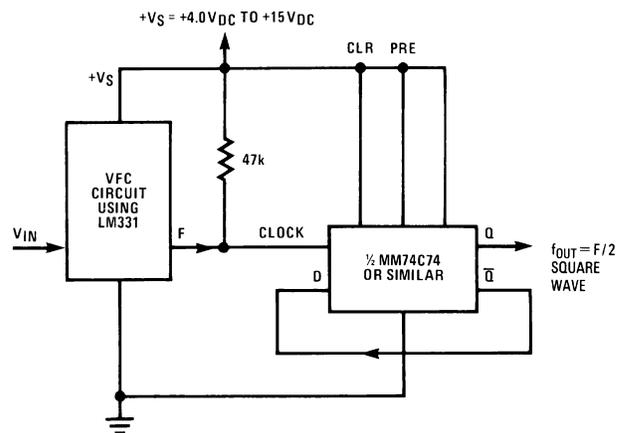 +VS = +4.0VDC TO +15VDC
CLR PRE
+VS
47k
VFC
CIRCUIT
USING
LM331
VIN
F
CLOCK
Q
D
½ MM74C74
OR SIMILAR
Q̅
fOUT = F/2
SQUARE
WAVE